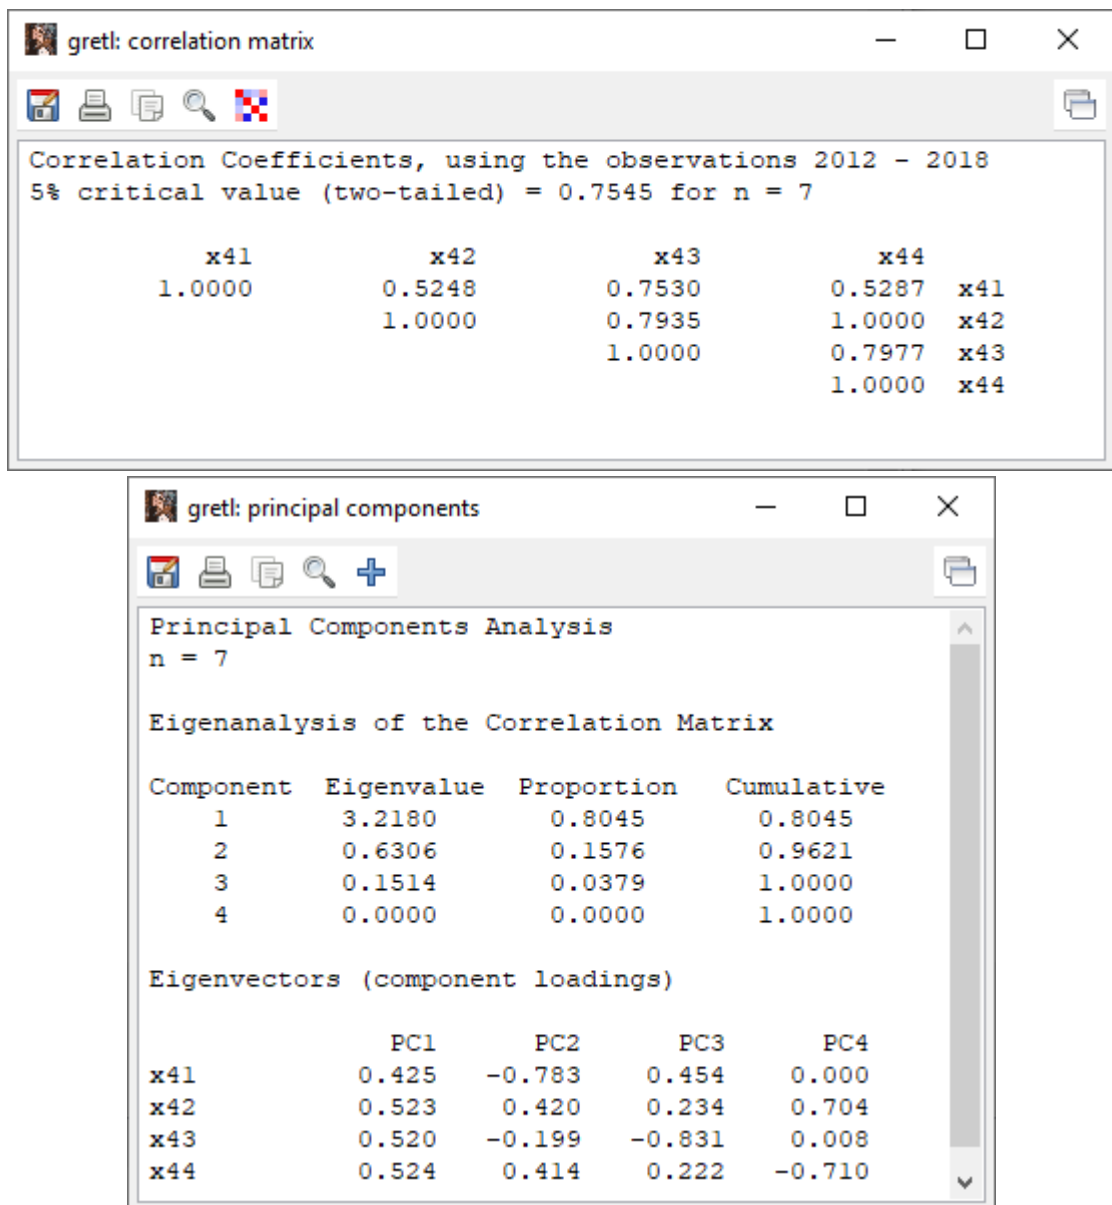 gretl: correlation matrix
Correlation Coefficients, using the observations 2012 - 2018
5% critical value (two-tailed) = 0.7545 for n = 7
x41 x42 x43 x44
1.0000 0.5248 0.7530 0.5287 x41
1.0000 0.7935 1.0000 x42
1.0000 0.7977 x43
1.0000 x44
gretl: principal components
Principal Components Analysis
n = 7
Eigenanalysis of the Correlation Matrix
Component Eigenvalue Proportion Cumulative
1 3.2180 0.8045 0.8045
2 0.6306 0.1576 0.9621
3 0.1514 0.0379 1.0000
4 0.0000 0.0000 1.0000
Eigenvectors (component loadings)
PC1 PC2 PC3 PC4
x41 0.425 -0.783 0.454 0.000
x42 0.523 0.420 0.234 0.704
x43 0.520 -0.199 -0.831 0.008
x44 0.524 0.414 0.222 -0.710